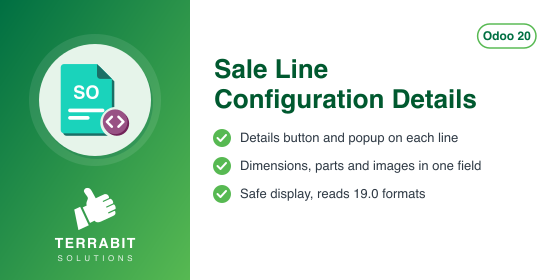 Odoo 20
SO
Sale Line
Configuration Details
Details button and popup on each line
Dimensions, parts and images in one field
Safe display, reads 19.0 formats
TERRABIT
SOLUTIONS